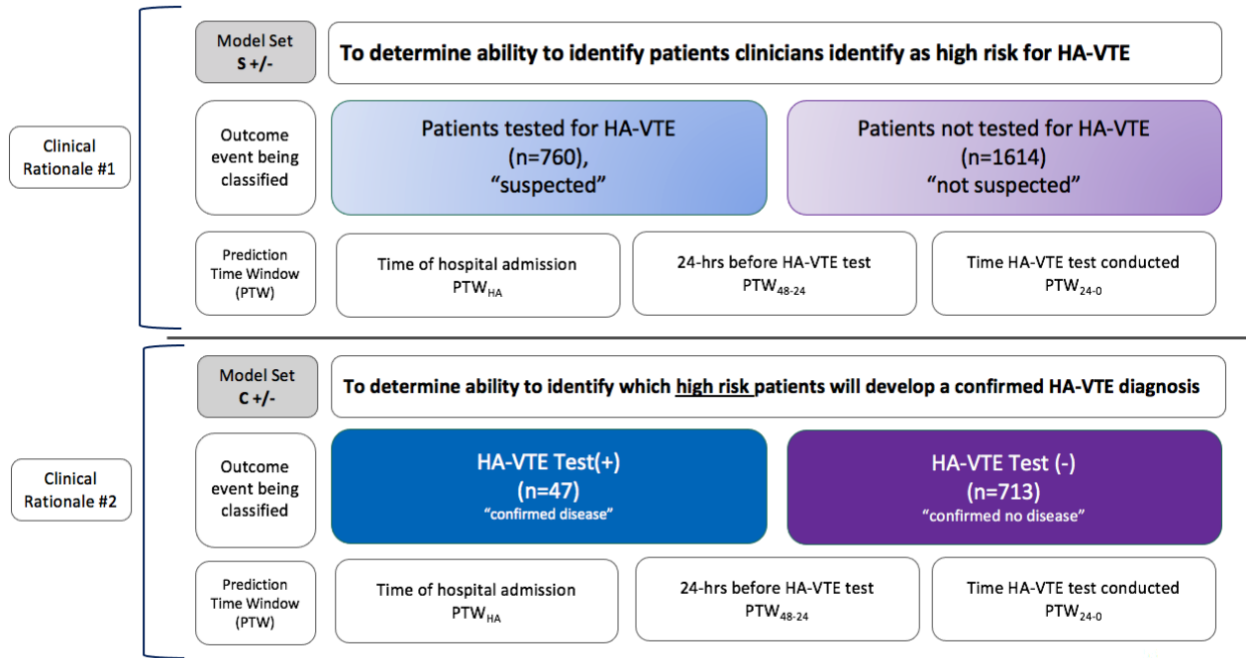 Clinical
Rationale #1
Model Set
S +/-
To determine ability to identify patients clinicians identify as high risk for HA-VTE
Outcome
event being
classified
Patients tested for HA-VTE
(n=760),
“suspected”
Patients not tested for HA-VTE
(n=1614)
“not suspected”
Prediction
Time Window
(PTW)
Time of hospital admission
PTWHA
24-hrs before HA-VTE test
PTW48-24
Time HA-VTE test conducted
PTW24-0
Clinical
Rationale #2
Model Set
C +/-
To determine ability to identify which high risk patients will develop a confirmed HA-VTE diagnosis
Outcome
event being
classified
HA-VTE Test(+)
(n=47)
“confirmed disease”
HA-VTE Test (-)
(n=713)
“confirmed no disease”
Prediction
Time Window
(PTW)
Time of hospital admission
PTWHA
24-hrs before HA-VTE test
PTW48-24
Time HA-VTE test conducted
PTW24-0